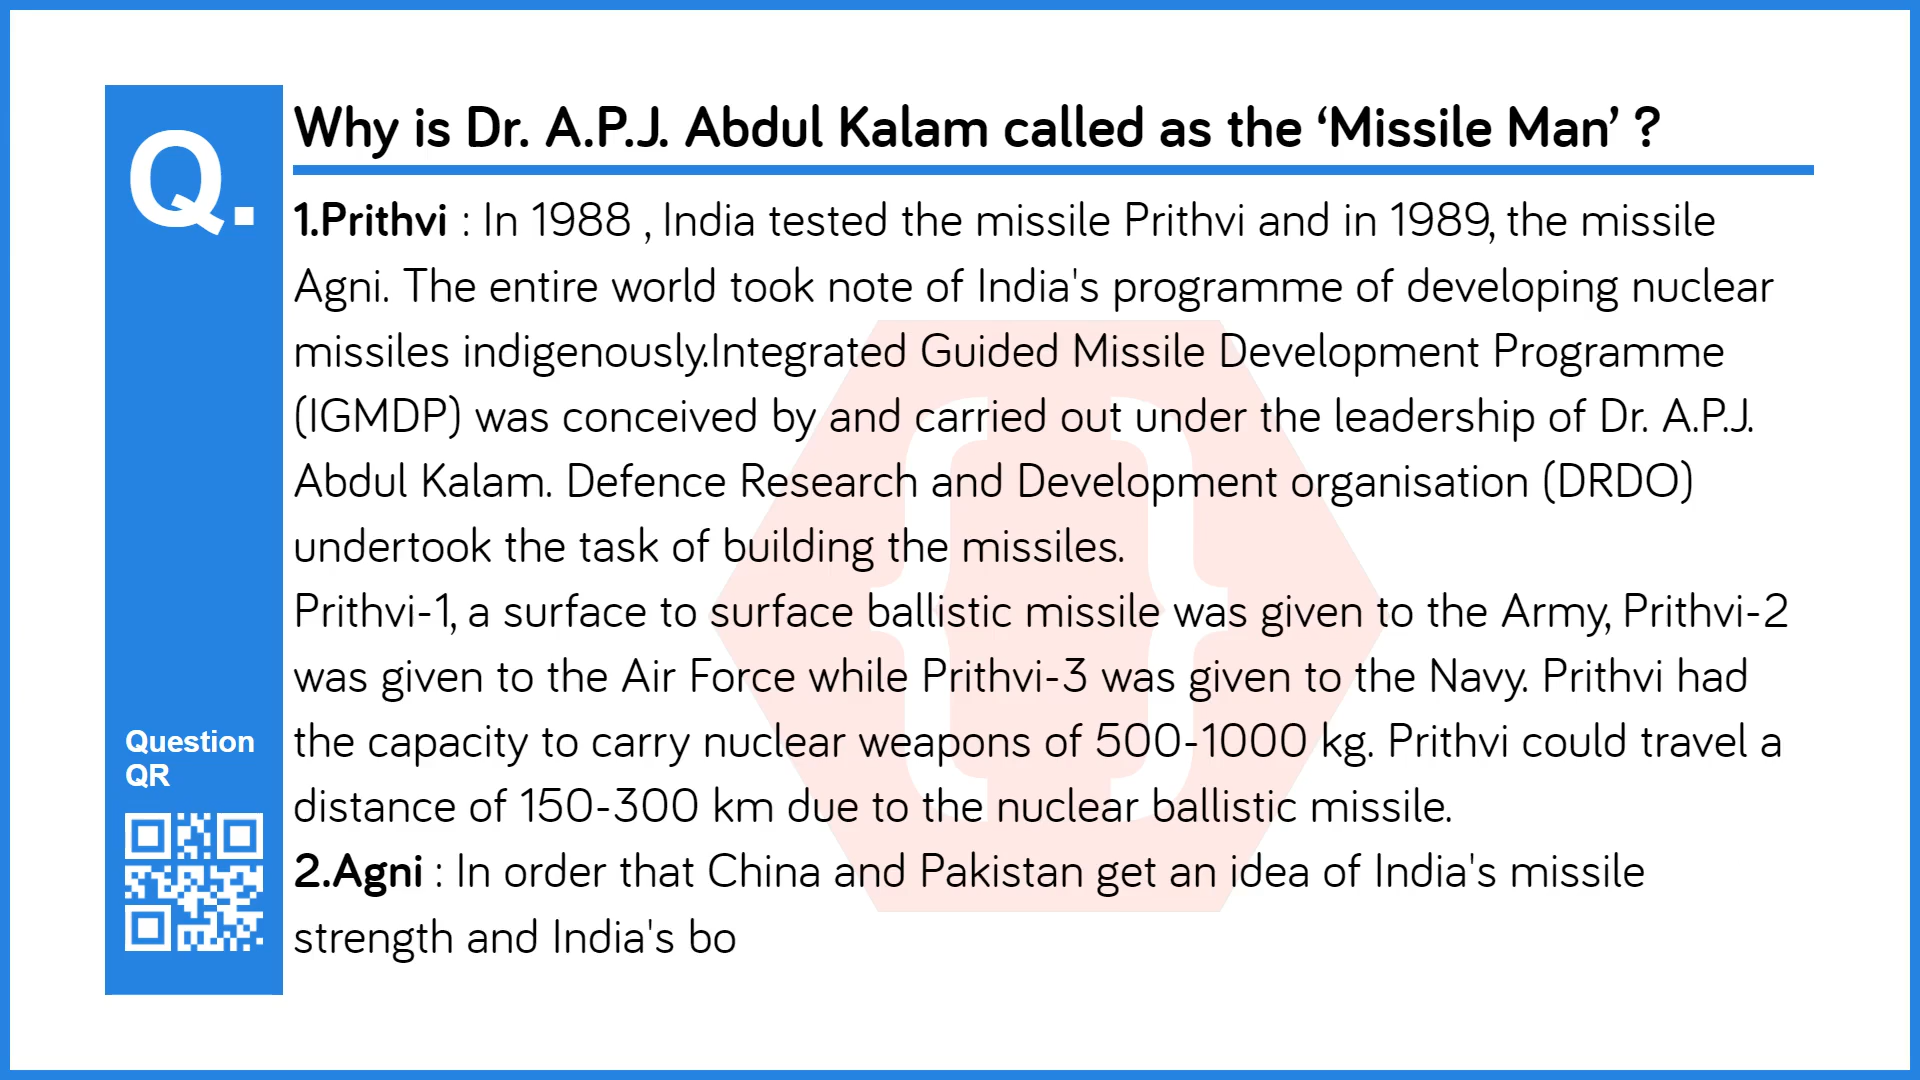 Q.
Why is Dr. A.P.J. Abdul Kalam called as the ‘Missile Man’ ?
1.Prithvi : In 1988 , India tested the missile Prithvi and in 1989, the missile
Agni. The entire world took note of India's programme of developing nuclear
missiles indigenously.Integrated Guided Missile Development Programme
(IGMDP) was conceived by and carried out under the leadership of Dr. A.P.J.
Abdul Kalam. Defence Research and Development organisation (DRDO)
undertook the task of building the missiles.
Prithvi-1, a surface to surface ballistic missile was given to the Army, Prithvi-2
was given to the Air Force while Prithvi-3 was given to the Navy. Prithvi had
the capacity to carry nuclear weapons of 500-1000 kg. Prithvi could travel a
distance of 150-300 km due to the nuclear ballistic missile.
2.Agni : In order that China and Pakistan get an idea of India's missile
strength and India's bo
Question
QR